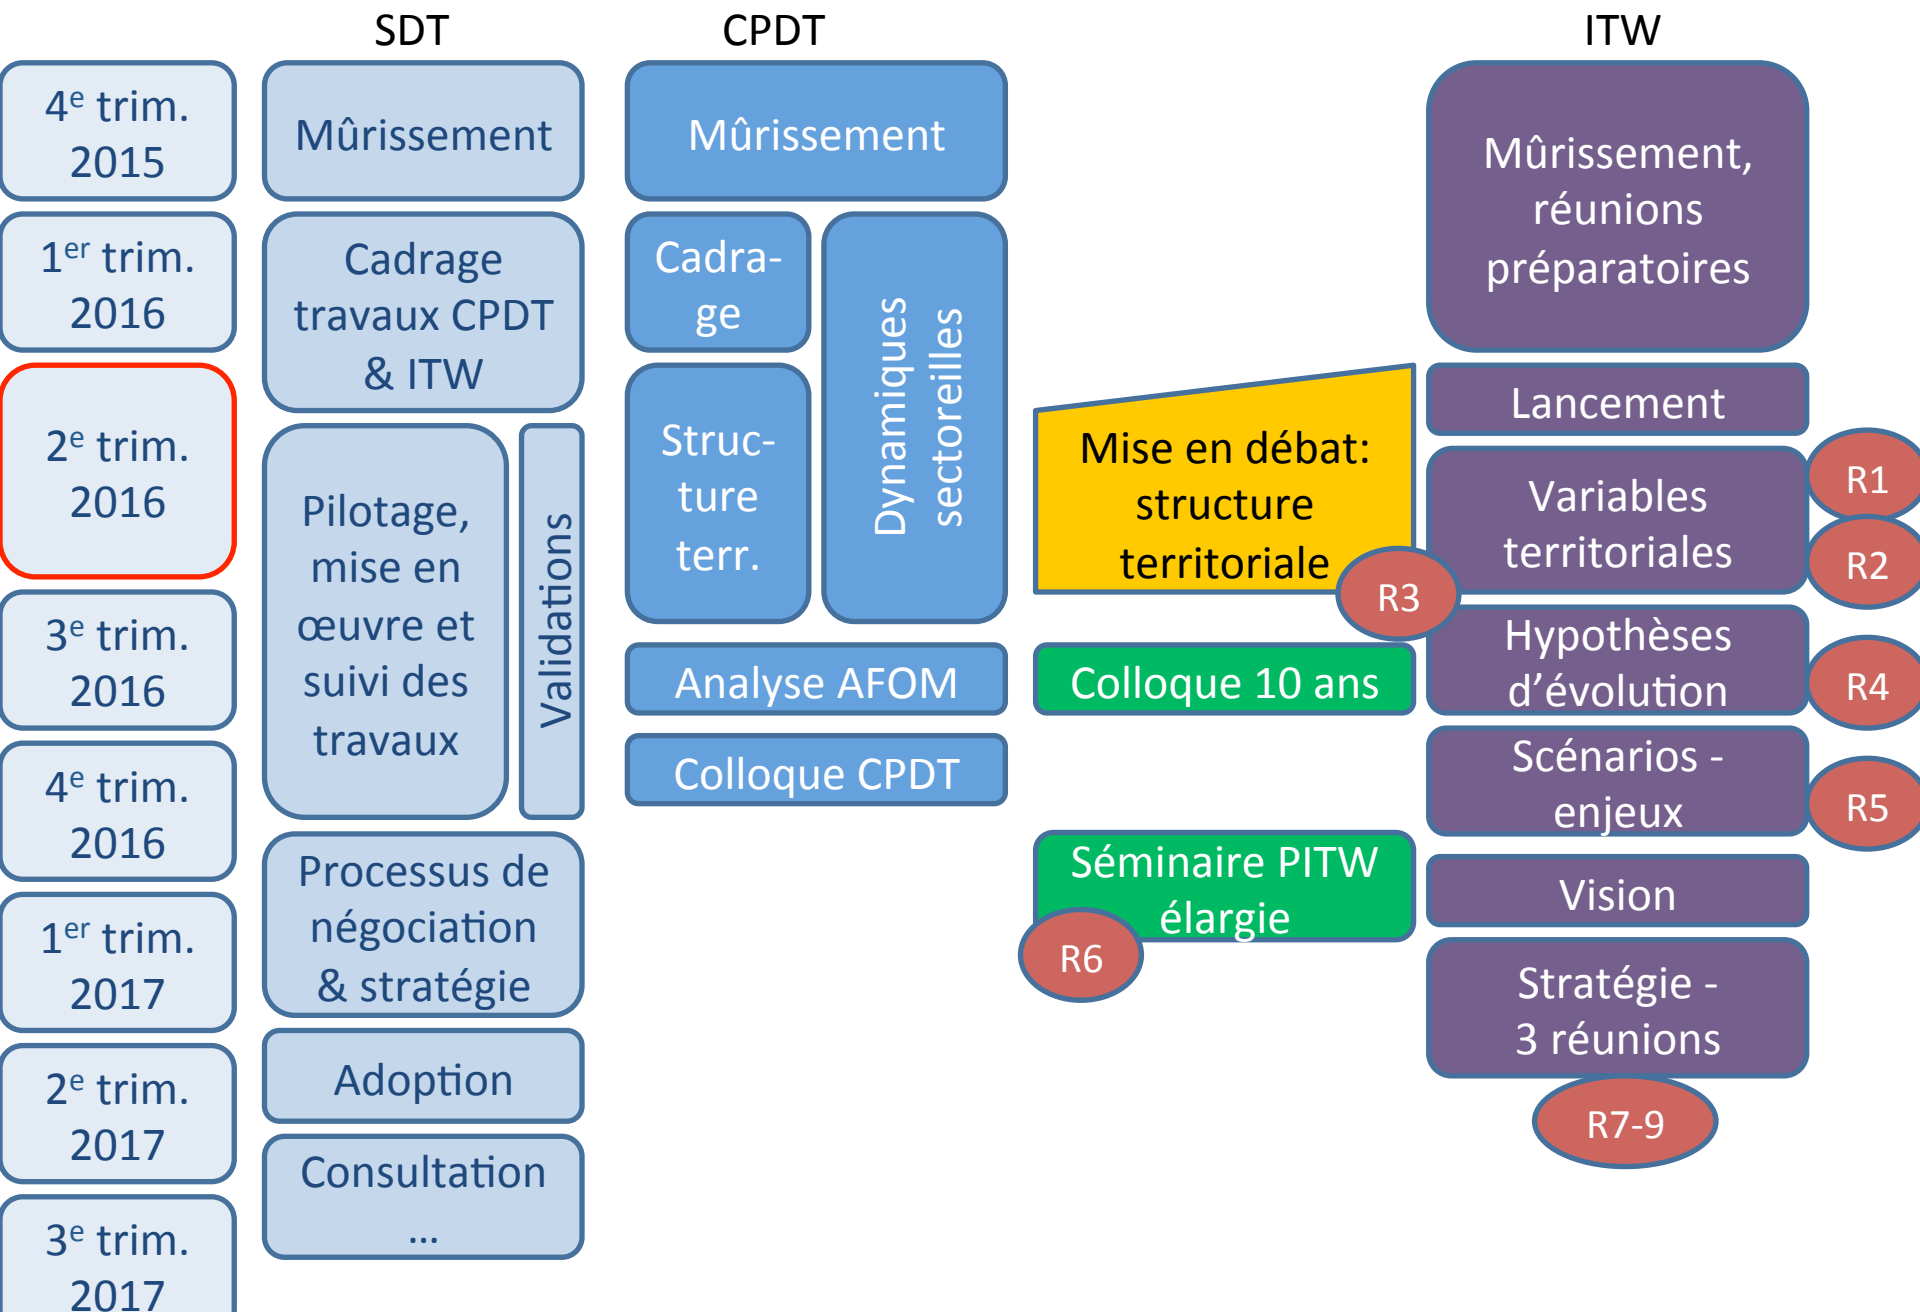 SDT
CPDT
ITW
4e trim.
2015
1er trim.
2016
2e trim.
2016
3e trim.
2016
4e trim.
2016
1er trim.
2017
2e trim.
2017
3e trim.
2017
Mûrissement
Cadrage
travaux CPDT
& ITW
Pilotage,
mise en
œuvre et
suivi des
travaux
Validations
Processus de
négociation
& stratégie
Adoption
Consultation
...
Mûrissement
Cadra-
ge
Struc-
ture
terr.
Dynamiques
sectoreilles
Analyse AFOM
Colloque CPDT
Mise en débat:
structure
territoriale
R3
Colloque 10 ans
Séminaire PITW
élargie
R6
Mûrissement,
réunions
préparatoires
Lancement
Variables
territoriales
R1
R2
Hypothèses
d'évolution
R4
Scénarios -
enjeux
R5
Vision
Stratégie -
3 réunions
R7-9